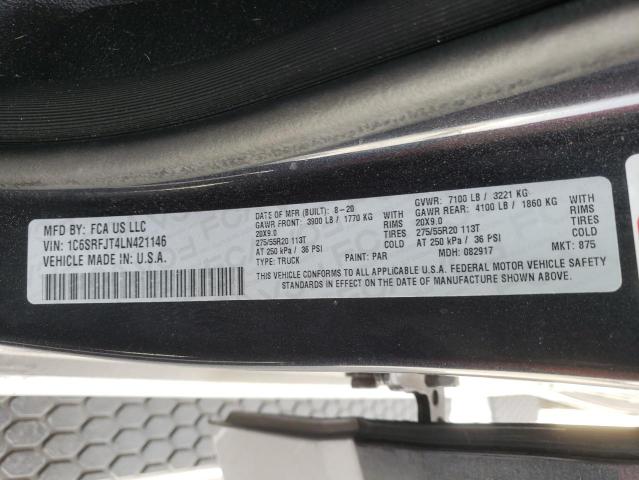 MFD BY: FCA US LLC
VIN: 1C6SRFJT4LN421146
VEHICLE MADE IN: U.S.A.
DATE OF MFR (BUILT): 8-20
GAWR FRONT: 3900 LB / 1770 KG WITH
20X9.0 RIMS
275/55R20 113T TIRES
AT 250 kPa / 36 PSI
TYPE: TRUCK PAINT: PAR
GVWR: 7100 LB / 3221 KG
GAWR REAR: 4100 LB / 1860 KG WITH
20X9.0 RIMS
275/55R20 113T TIRES
AT 250 kPa / 36 PSI
MDH: 082917 MKT: 875
THIS VEHICLE CONFORMS TO ALL APPLICABLE U.S.A. FEDERAL MOTOR VEHICLE SAFETY
STANDARDS IN EFFECT ON THE DATE OF MANUFACTURE SHOWN ABOVE.